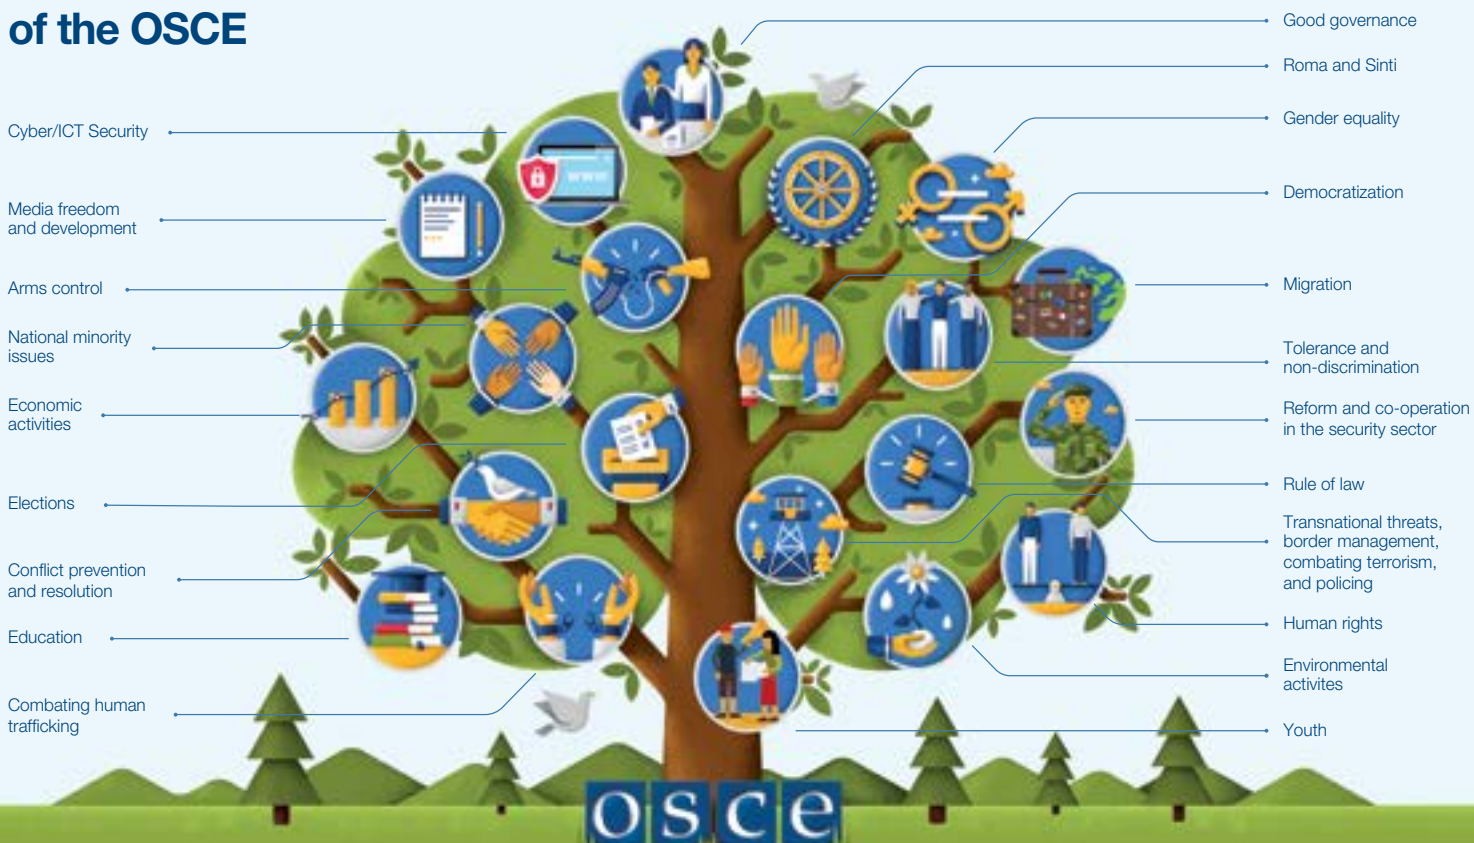 of the OSCE
Cyber/ICT Security
Media freedom
and development
Arms control
National minority
issues
Economic
activities
Elections
Conflict prevention
and resolution
Education
Combating human
trafficking
Good governance
Roma and Sinti
Gender equality
Democratization
Migration
Tolerance and
non-discrimination
Reform and co-operation
in the security sector
Rule of law
Transnational threats,
border management,
combating terrorism,
and policing
Human rights
Environmental
activites
Youth
www
osce